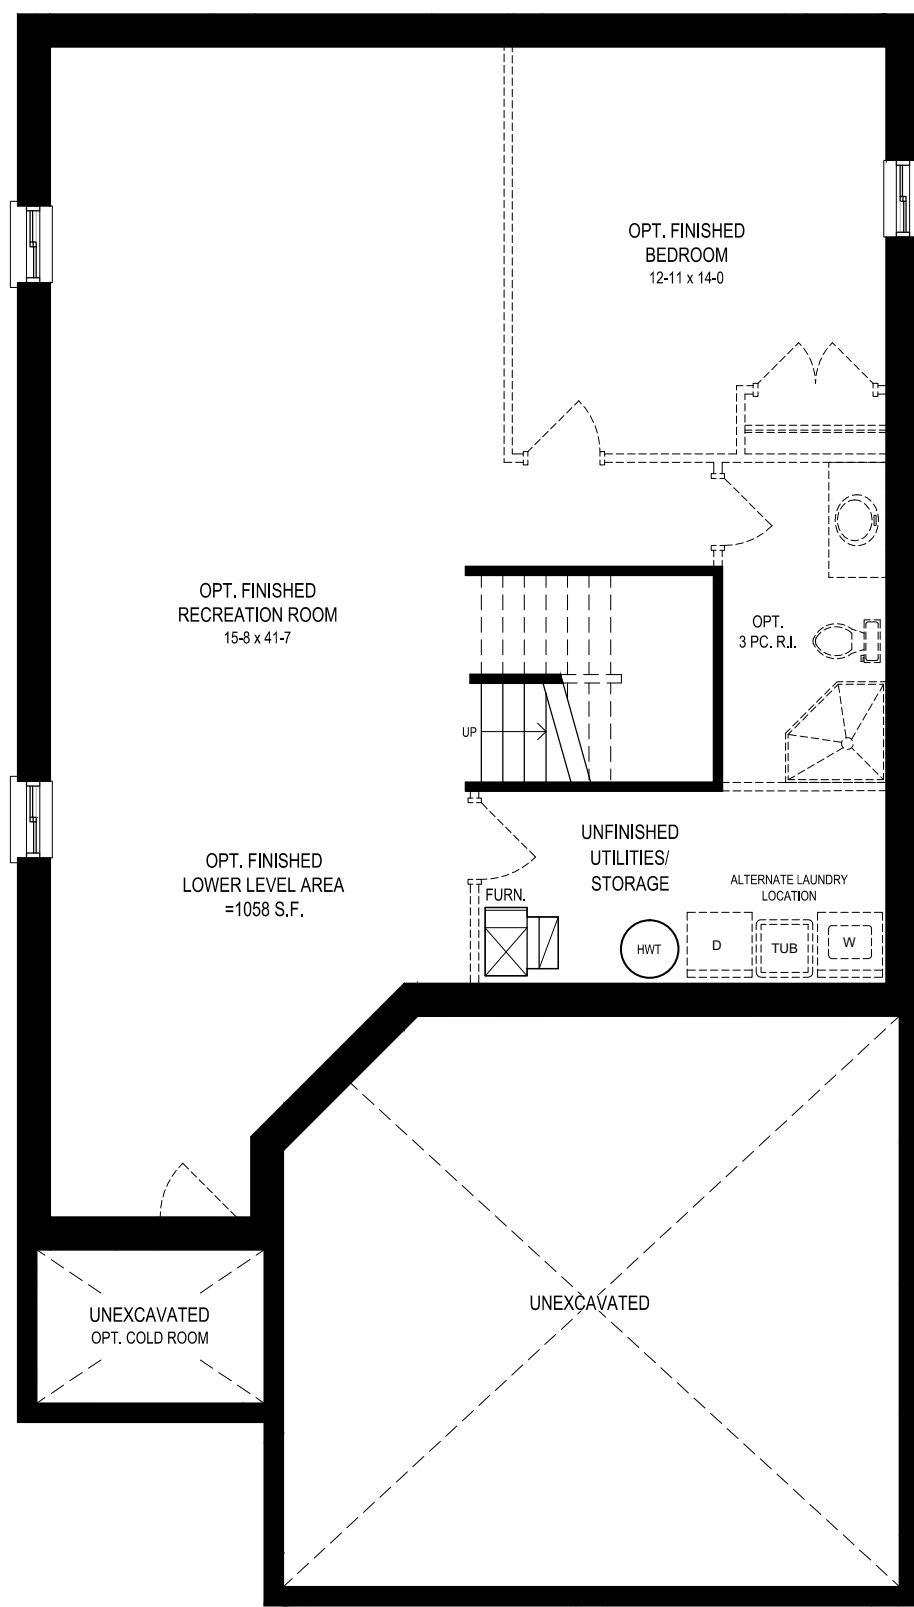 OPT. FINISHED
BEDROOM
12-11 x 14-0
OPT. FINISHED
RECREATION ROOM
15-8 x 41-7
OPT.
3 PC. R.I.
UP
OPT. FINISHED
LOWER LEVEL AREA
=1058 S.F.
UNFINISHED
UTILITIES/
STORAGE
FURN.
ALTERNATE LAUNDRY
LOCATION
HWT
D
TUB
W
UNEXCAVATED
OPT. COLD ROOM
UNEXCAVATED